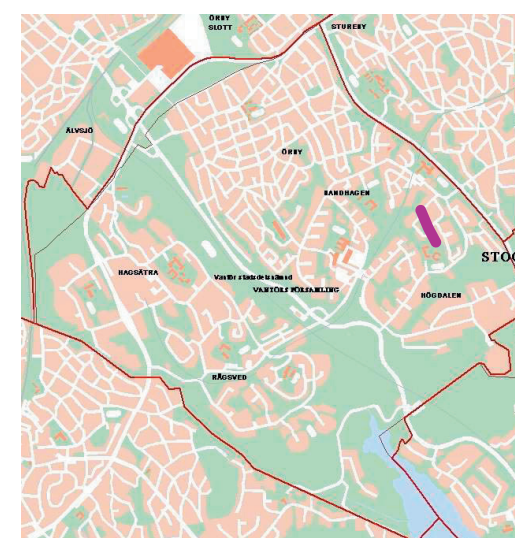 ÖRBY
SLOTT
STUREBY
ÄLVSJÖ
ÖRBY
BANDHAGEN
STOC
HAGSÄTRA
Vantörs stadsdelsnämnd
VANTÖRS FÖRSAMLING
HÖGDALEN
RÅGSVED